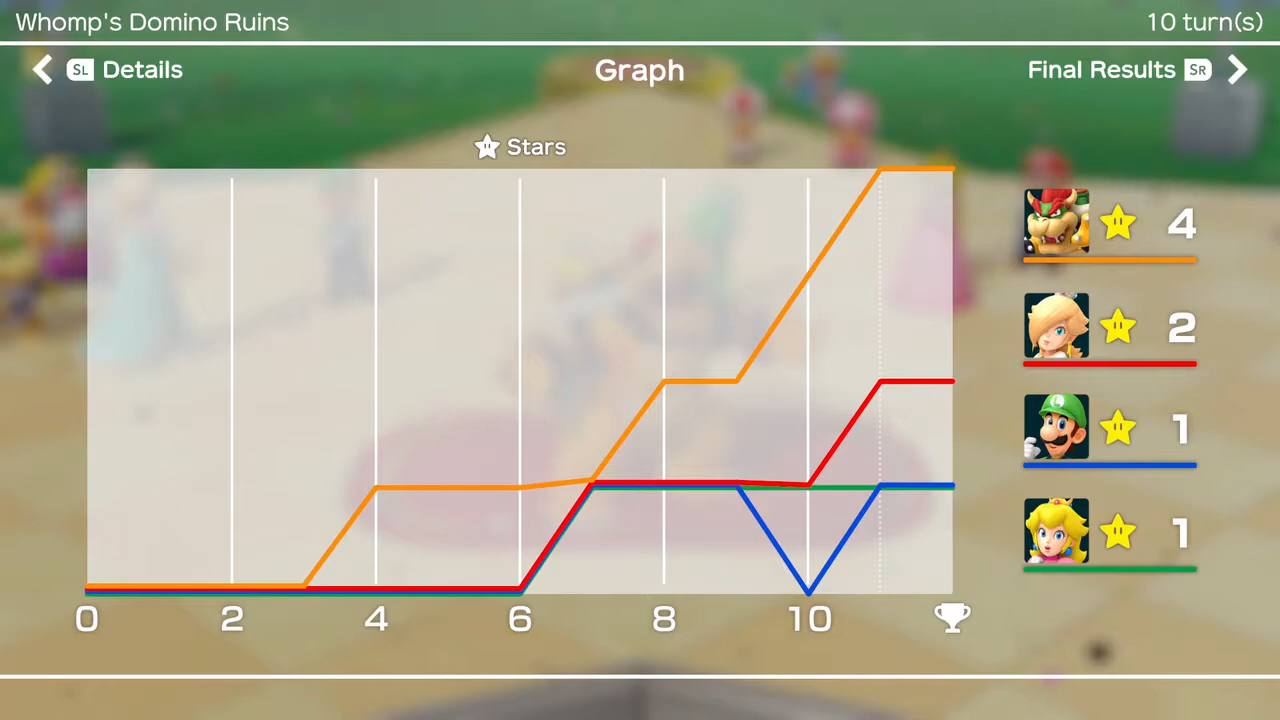 Whomp's Domino Ruins
10 turn(s)
SL Details
Graph
Final Results SR
Stars
4
2
1
1
0 2 4 6 8 10